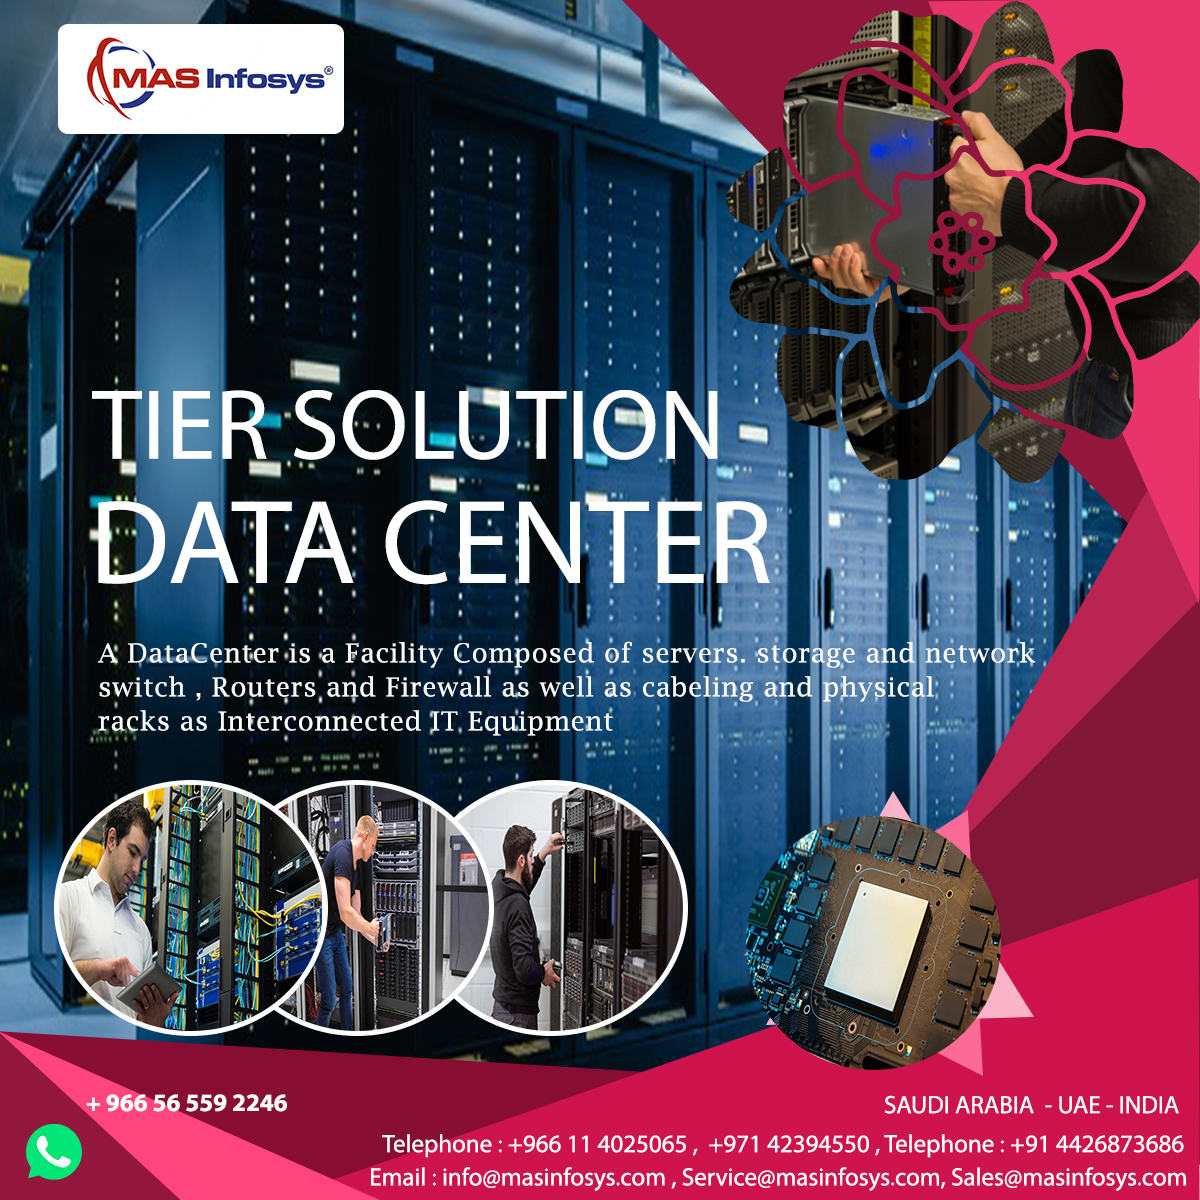 MAS Infosys®
TIER SOLUTION
DATA CENTER
A DataCenter is a Facility Composed of servers. storage and network
switch , Routers and Firewall as well as cabeling and physical
racks as Interconnected IT Equipment
+ 966 56 559 2246
SAUDI ARABIA - UAE - INDIA
Telephone : +966 11 4025065 , +971 42394550 , Telephone : +91 4426873686
Email : info@masinfosys.com , Service@masinfosys.com, Sales@masinfosys.com